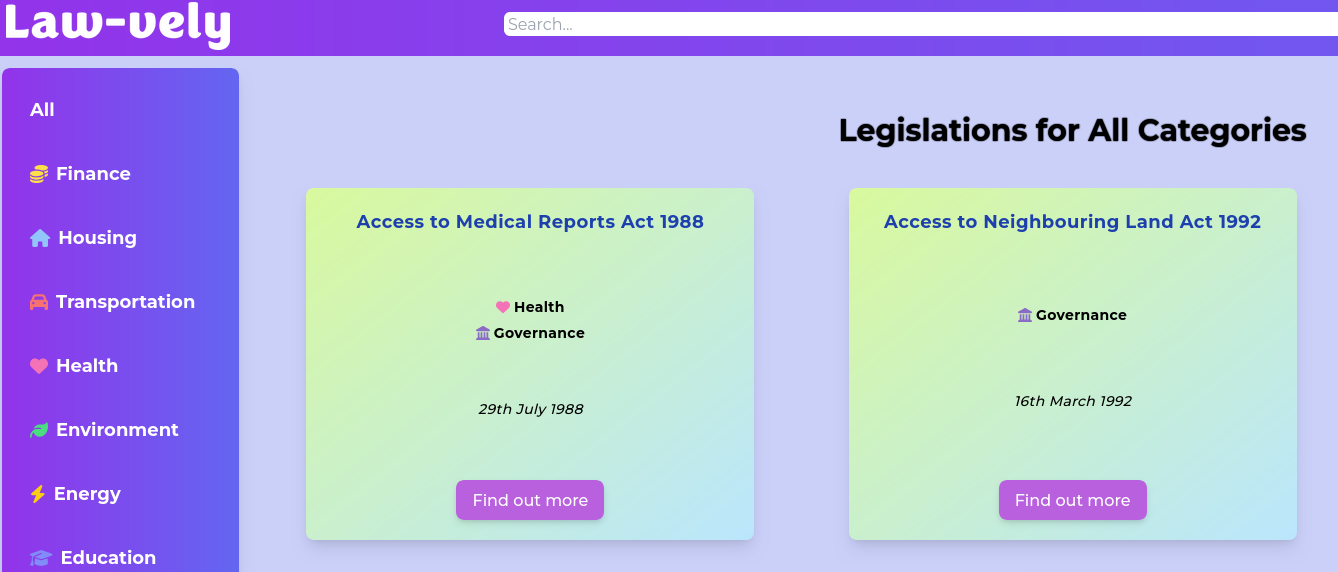 Law-vely
Search...
All
Finance
Housing
Transportation
Health
Environment
Energy
Education
Legislations for All Categories
Access to Medical Reports Act 1988
Health
Governance
29th July 1988
Find out more
Access to Neighbouring Land Act 1992
Governance
16th March 1992
Find out more